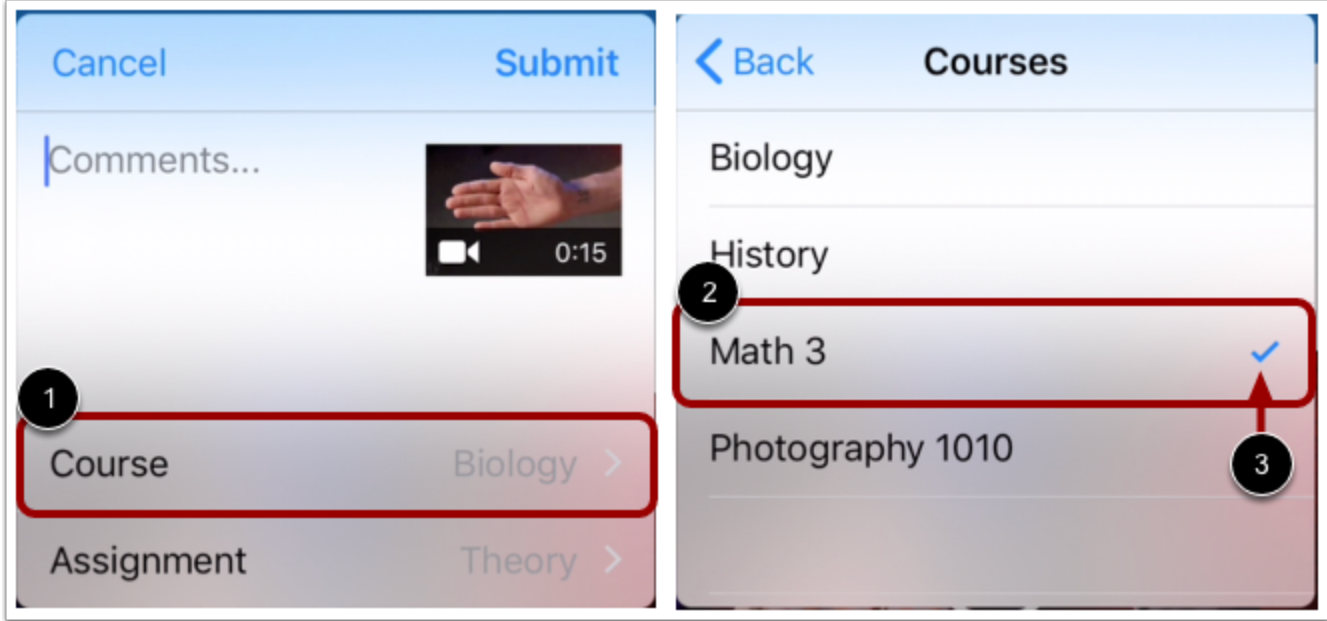 Cancel Submit
Comments...
0:15
1
Course Biology
Assignment Theory
Back Courses
Biology
History
2
Math 3
Photography 1010
3